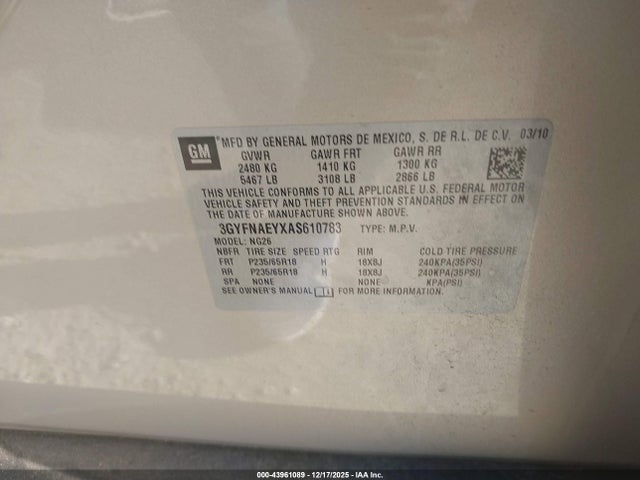 GM
MFD BY GENERAL MOTORS DE MEXICO, S. DE R.L. DE C.V. 03/10
GVWR GAWR FRT GAWR RR
2480 KG 1410 KG 1300 KG
5467 LB 3108 LB 2866 LB
THIS VEHICLE CONFORMS TO ALL APPLICABLE U.S. FEDERAL MOTOR
VEHICLE SAFETY AND THEFT PREVENTION STANDARDS IN EFFECT ON
THE DATE OF MANUFACTURE SHOWN ABOVE.
3GYFNAEYXAS610763 TYPE: M.P.V.
MODEL: NG26
NBFR TIRE SIZE SPEED RTG RIM COLD TIRE PRESSURE
FRT P235/65R18 H 18X8J 240KPA(35PSI)
RR P235/65R18 H 18X8J 240KPA(35PSI)
SPA NONE NONE KPA(PSI)
SEE OWNER'S MANUAL FOR MORE INFORMATION.
000-43961089 - 12/17/2025 - IAA Inc.